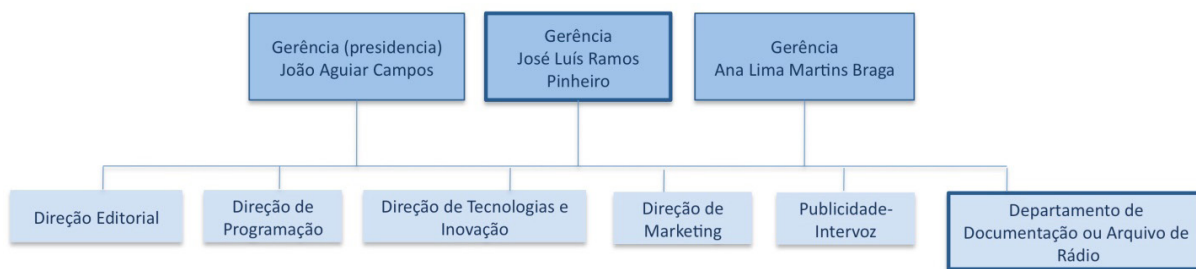 Gerência (presidencia)
João Aguiar Campos
Gerência
José Luís Ramos
Pinheiro
Gerência
Ana Lima Martins Braga
Direção Editorial
Direção de
Programação
Direção de Tecnologias e
Inovação
Direção de
Marketing
Publicidade-
Intervoz
Departamento de
Documentação ou Arquivo de
Rádio